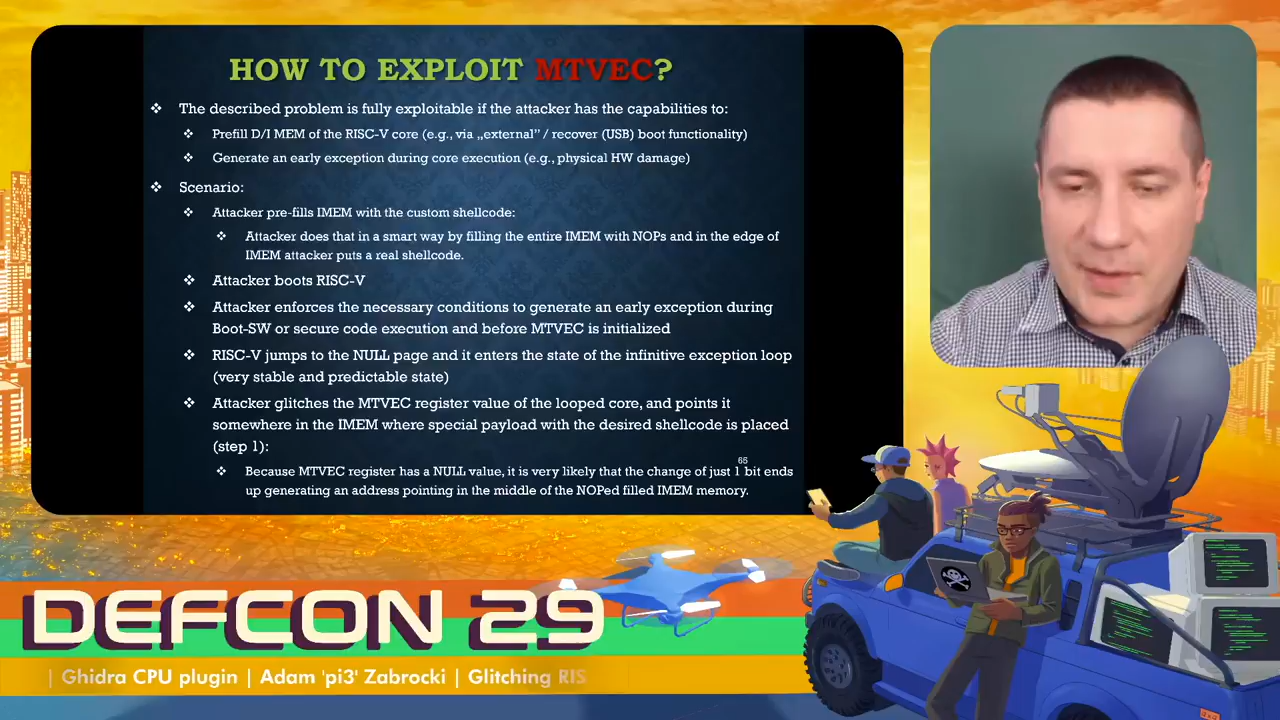 HOW TO EXPLOIT MTVEC?
❖ The described problem is fully exploitable if the attacker has the capabilities to:
❖ Prefill D/I MEM of the RISC-V core (e.g., via „external” / recover (USB) boot functionality)
❖ Generate an early exception during core execution (e.g., physical HW damage)
❖ Scenario:
❖ Attacker pre-fills IMEM with the custom shellcode:
❖ Attacker does that in a smart way by filling the entire IMEM with NOPs and in the edge of
IMEM attacker puts a real shellcode.
❖ Attacker boots RISC-V
❖ Attacker enforces the necessary conditions to generate an early exception during
Boot-SW or secure code execution and before MTVEC is initialized
❖ RISC-V jumps to the NULL page and it enters the state of the infinitive exception loop
(very stable and predictable state)
❖ Attacker glitches the MTVEC register value of the looped core, and points it
somewhere in the IMEM where special payload with the desired shellcode is placed
(step 1):
65
❖ Because MTVEC register has a NULL value, it is very likely that the change of just 1 bit ends
up generating an address pointing in the middle of the NOPed filled IMEM memory.
DEFCON 29
| Ghidra CPU plugin | Adam 'pi3' Zabrocki | Glitching RIS